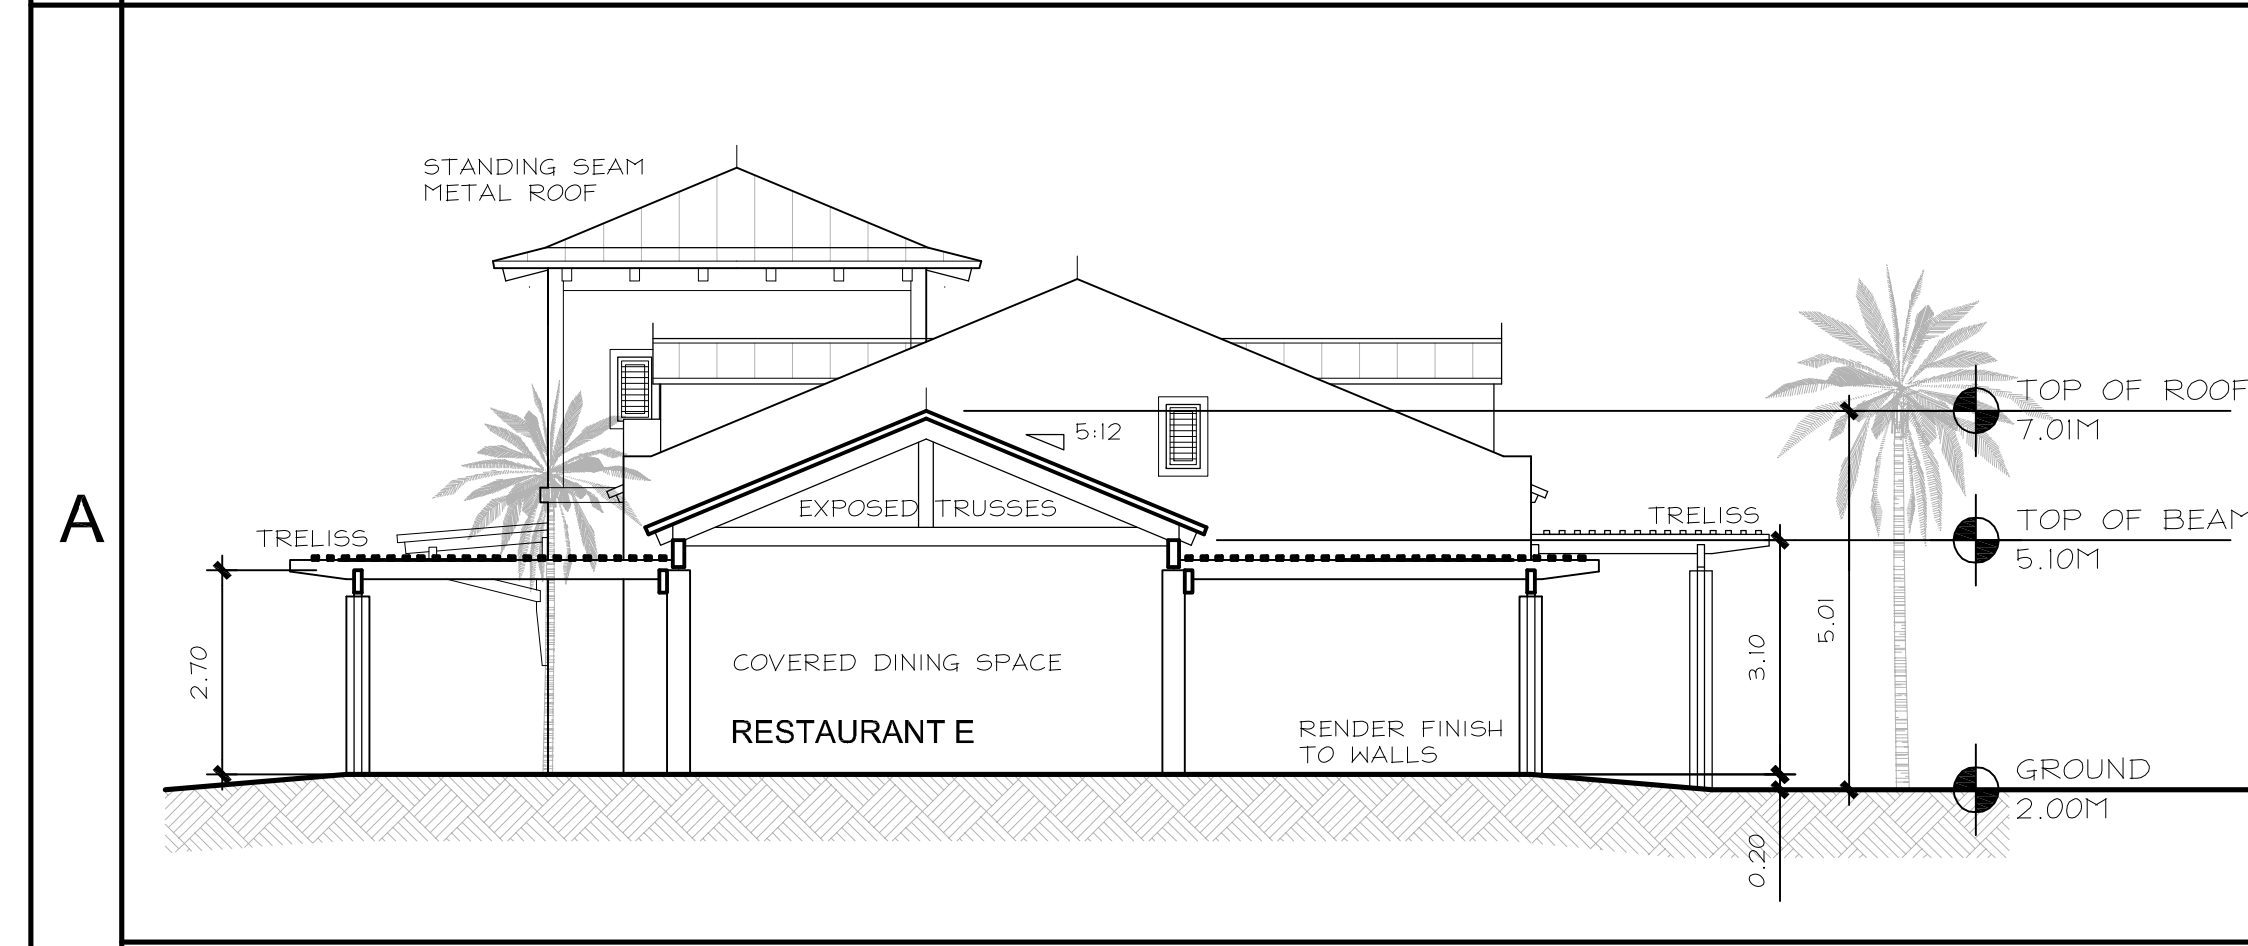 STANDING SEAM
METAL ROOF
TOP OF ROOF
7.01M
5:12
A
EXPOSED TRUSSES
TRELISS
TRELISS
TOP OF BEAM
5.10M
2.70
3.10
5.01
COVERED DINING SPACE
RESTAURANT E
RENDER FINISH
TO WALLS
GROUND
2.00M
0.20